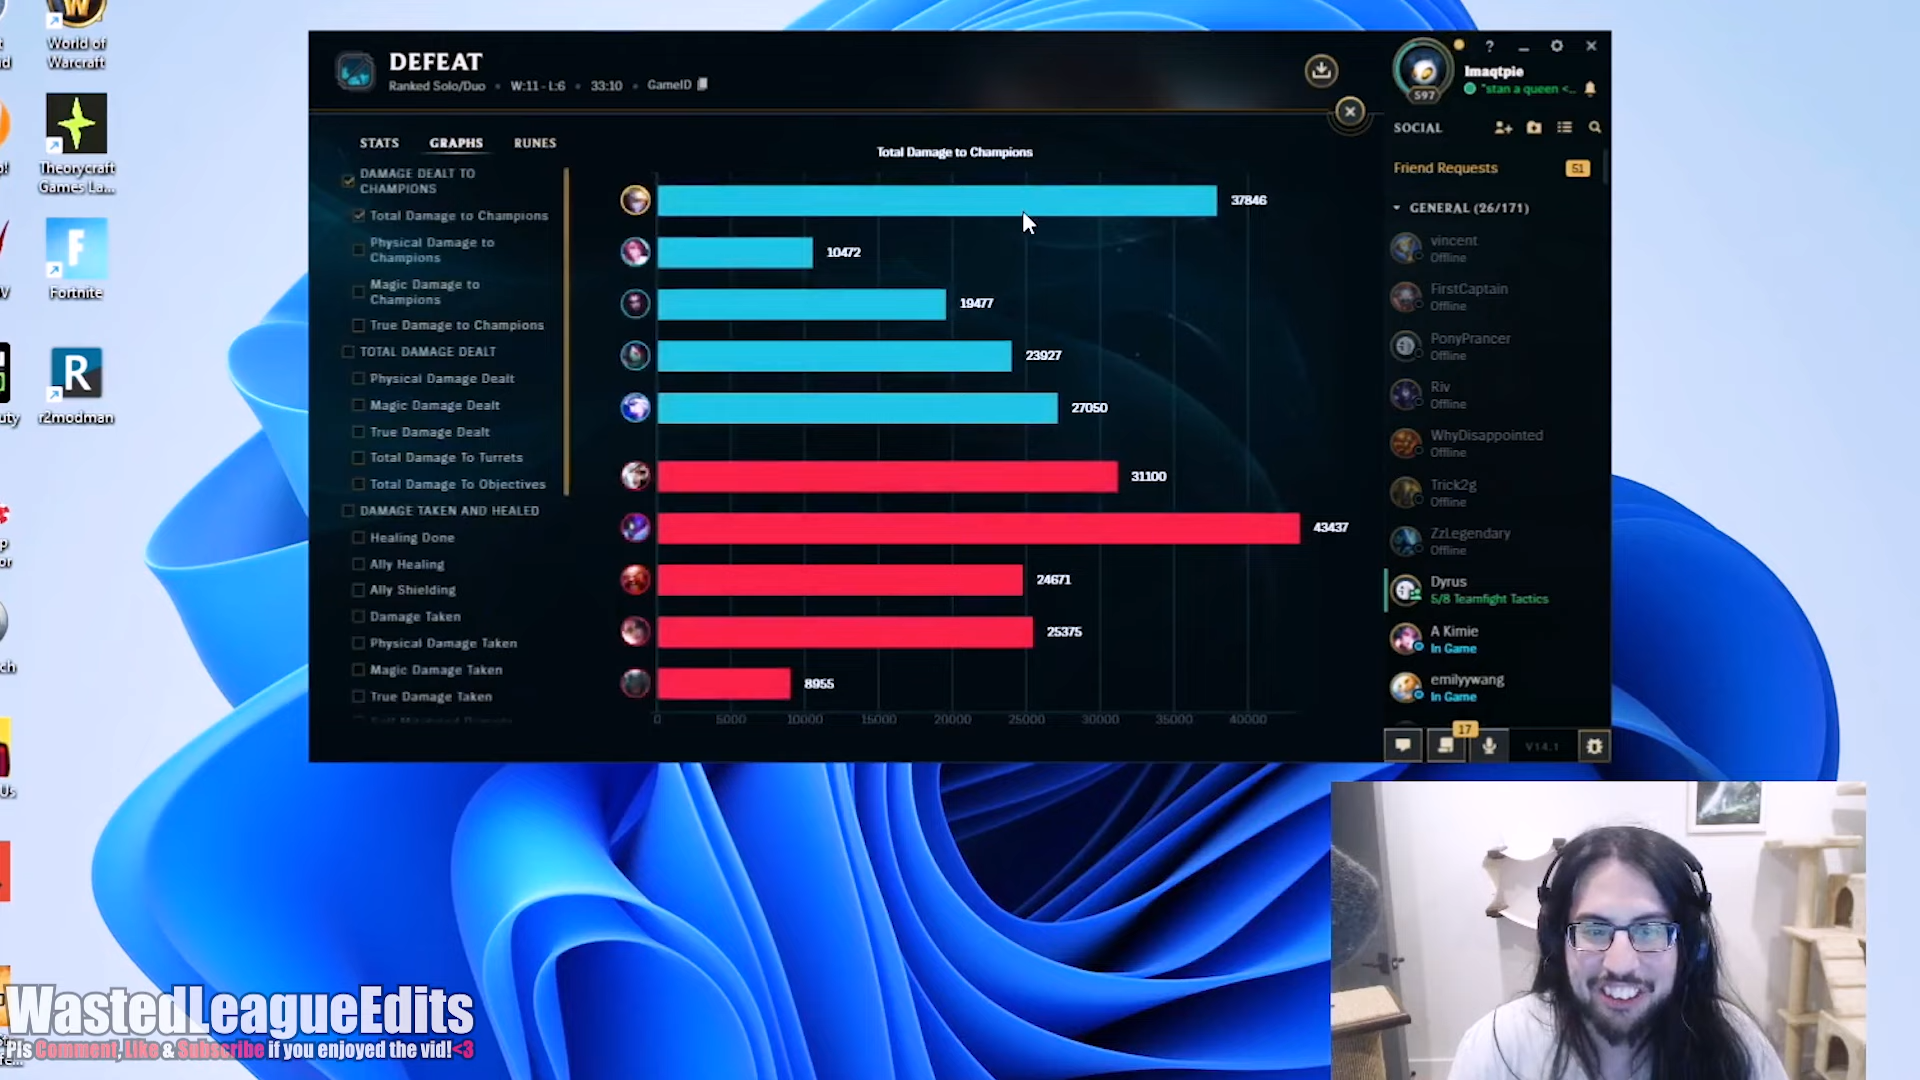 World of
Warcraft
Theorycraft
Games La...
Fortnite
r2modman
DEFEAT
Ranked Solo/Duo • W:11 - L:6 • 33:10 • GameID
STATS GRAPHS RUNES
DAMAGE DEALT TO
CHAMPIONS
Total Damage to Champions
Physical Damage to
Champions
Magic Damage to
Champions
True Damage to Champions
TOTAL DAMAGE DEALT
Physical Damage Dealt
Magic Damage Dealt
True Damage Dealt
Total Damage To Turrets
Total Damage To Objectives
DAMAGE TAKEN AND HEALED
Healing Done
Ally Healing
Ally Shielding
Damage Taken
Physical Damage Taken
Magic Damage Taken
True Damage Taken
Total Damage to Champions
37846
10472
19477
23927
27050
31100
43437
24671
25375
8955
0 5000 10000 15000 20000 25000 30000 35000 40000
597
Imaqtpie
"stan a queen <...
SOCIAL
Friend Requests 51
GENERAL (26/171)
vincent
Offline
FirstCaptain
Offline
PonyPrancer
Offline
Riv
Offline
WhyDisappointed
Offline
Trick2g
Offline
ZzLegendary
Offline
Dyrus
5/8 Teamfight Tactics
A Kimie
In Game
emilyywang
In Game
17
V14.1
WastedLeagueEdits
Pls Comment, Like & Subscribe if you enjoyed the vid!<3